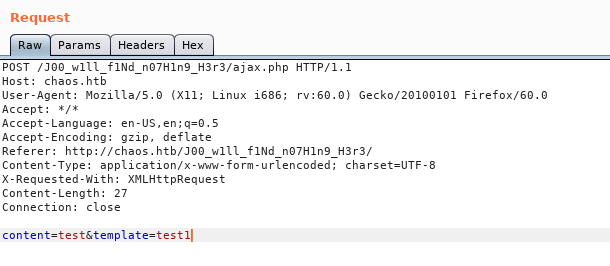 Request
Raw Params Headers Hex
POST /J00_w1ll_f1Nd_n07H1n9_H3r3/ajax.php HTTP/1.1
Host: chaos.htb
User-Agent: Mozilla/5.0 (X11; Linux i686; rv:60.0) Gecko/20100101 Firefox/60.0
Accept: */*
Accept-Language: en-US,en;q=0.5
Accept-Encoding: gzip, deflate
Referer: http://chaos.htb/J00_w1ll_f1Nd_n07H1n9_H3r3/
Content-Type: application/x-www-form-urlencoded; charset=UTF-8
X-Requested-With: XMLHttpRequest
Content-Length: 27
Connection: close
content=test&template=test1